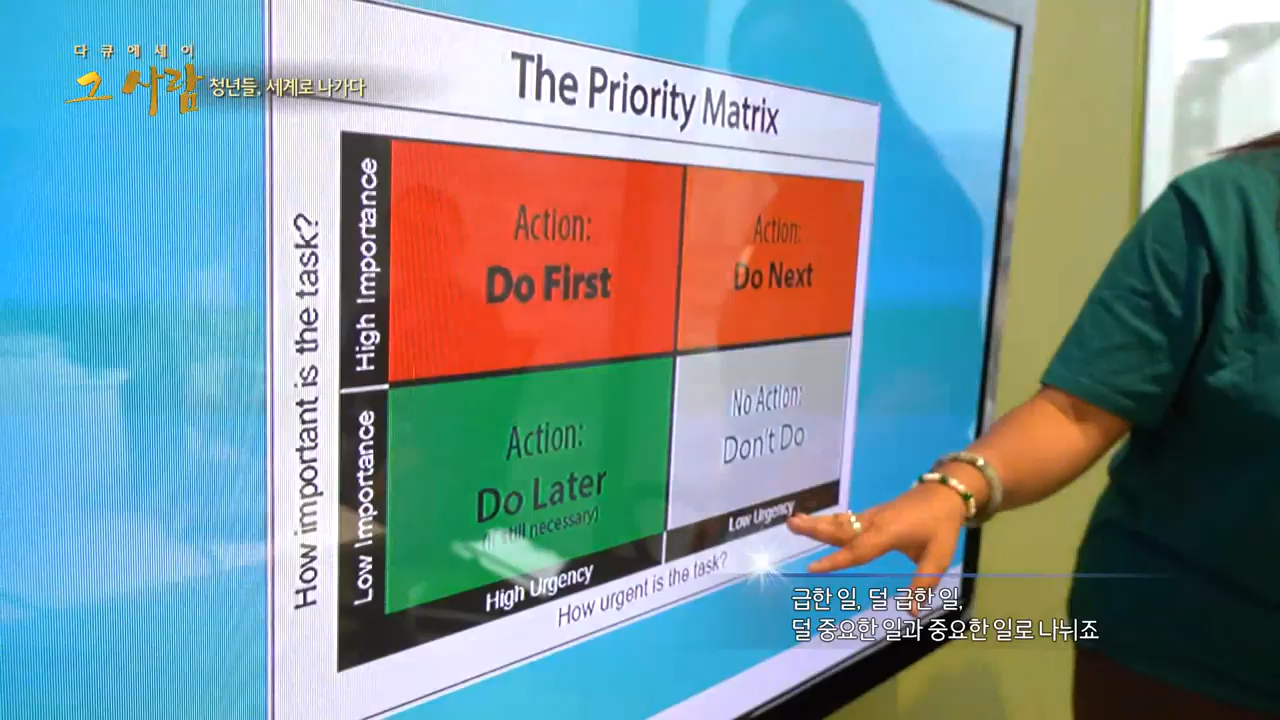 다큐에세이
그 사람 청년들, 세계로 나가다
The Priority Matrix
How important is the task?
High Importance
Low Importance
Action:
Do First
Action:
Do Next
Action:
Do Later
(if still necessary)
No Action:
Don't Do
High Urgency
Low Urgency
How urgent is the task?
급한 일, 덜 급한 일,
덜 중요한 일과 중요한 일로 나뉘죠